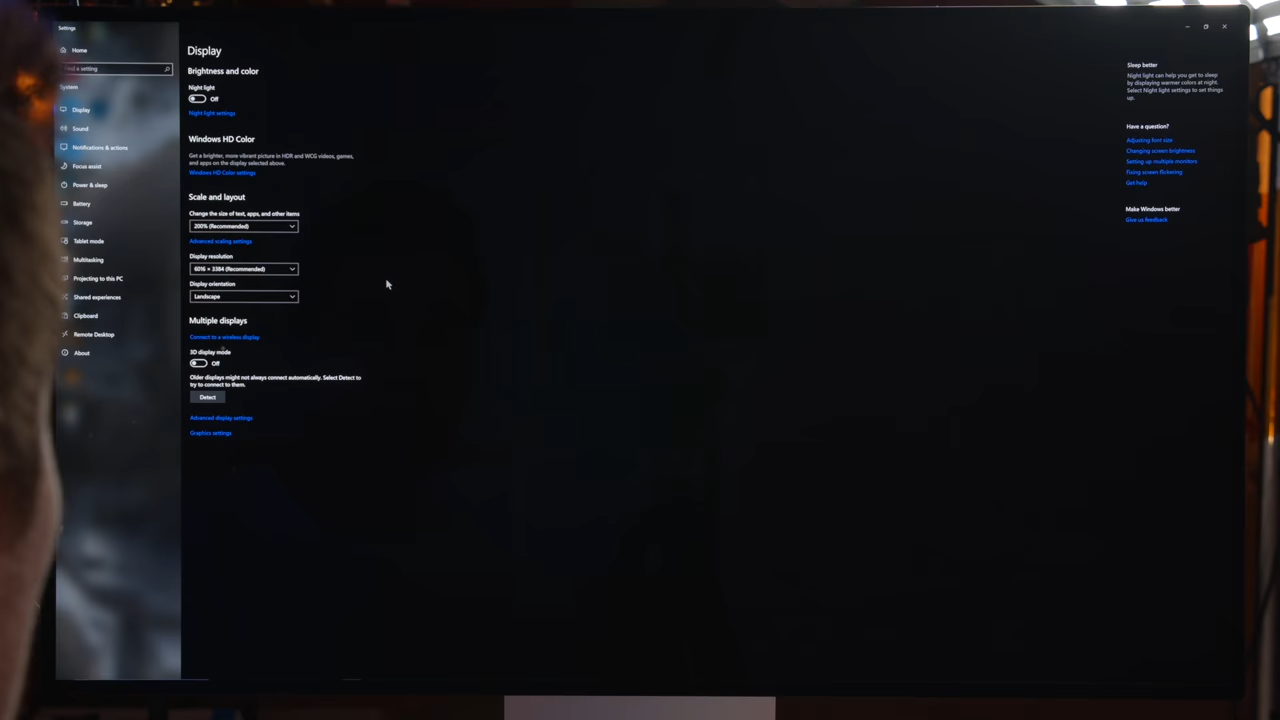 Settings
Home
a setting
System
Display
Sound
Notifications & actions
Focus assist
Power & sleep
Battery
Storage
Tablet mode
Multitasking
Projecting to this PC
Shared experiences
Clipboard
Remote Desktop
About
Display
Brightness and color
Night light
Off
Night light settings
Windows HD Color
Get a brighter, more vibrant picture in HDR and WCG videos, games,
and apps on the display selected above.
Windows HD Color settings
Scale and layout
Change the size of text, apps, and other items
200% (Recommended)
Advanced scaling settings
Display resolution
6016 × 3384 (Recommended)
Display orientation
Landscape
Multiple displays
Connect to a wireless display
3D display mode
Off
Older displays might not always connect automatically. Select Detect to
try to connect to them.
Detect
Advanced display settings
Graphics settings
Sleep better
Night light can help you get to sleep
by displaying warmer colors at night.
Select Night light settings to set things
up.
Have a question?
Adjusting font size
Changing screen brightness
Setting up multiple monitors
Fixing screen flickering
Get help
Make Windows better
Give us feedback